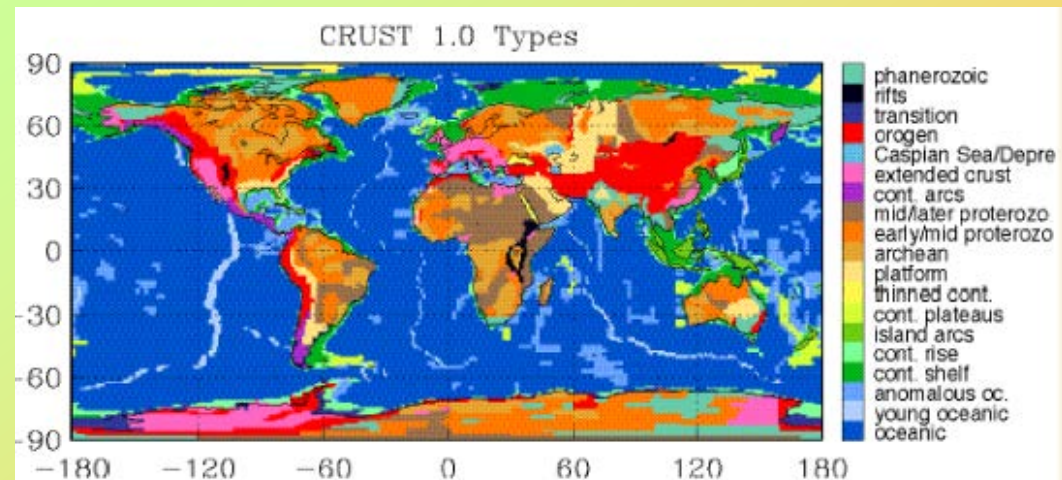 CRUST 1.0 Types
90
60
30
0
-30
-60
-90
-180
-120
-60
0
60
120
180
phanerozoic
rifts
transition
orogen
Caspian Sea/Depre
extended crust
cont. arcs
mid/later proterozo
early/mid proterozo
archean
platform
thinned cont.
cont. plateaus
island arcs
cont. rise
cont. shelf
anomalous oc.
young oceanic
oceanic